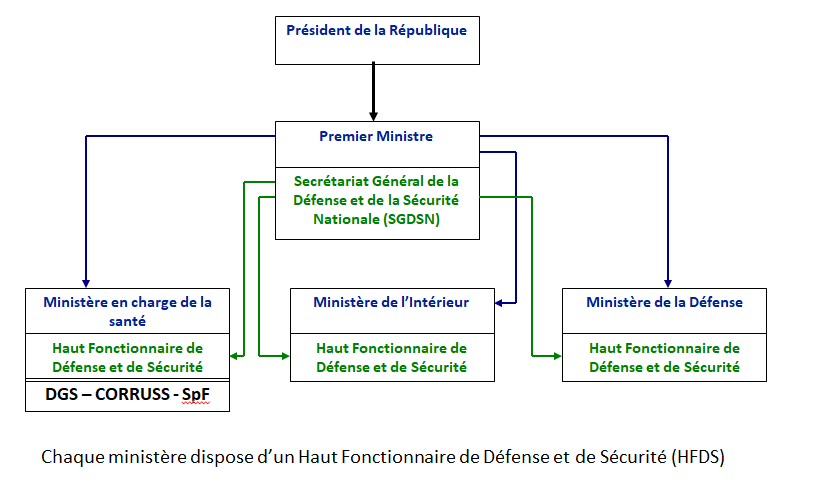 Président de la République
Premier Ministre
Secrétariat Général de la
Défense et de la Sécurité
Nationale (SGDSN)
Ministère en charge de la
santé
Haut Fonctionnaire de
Défense et de Sécurité
DGS – CORRUSS - SpF
Ministère de l’Intérieur
Haut Fonctionnaire de
Défense et de Sécurité
Ministère de la Défense
Haut Fonctionnaire de
Défense et de Sécurité
Chaque ministère dispose d’un Haut Fonctionnaire de Défense et de Sécurité (HFDS)